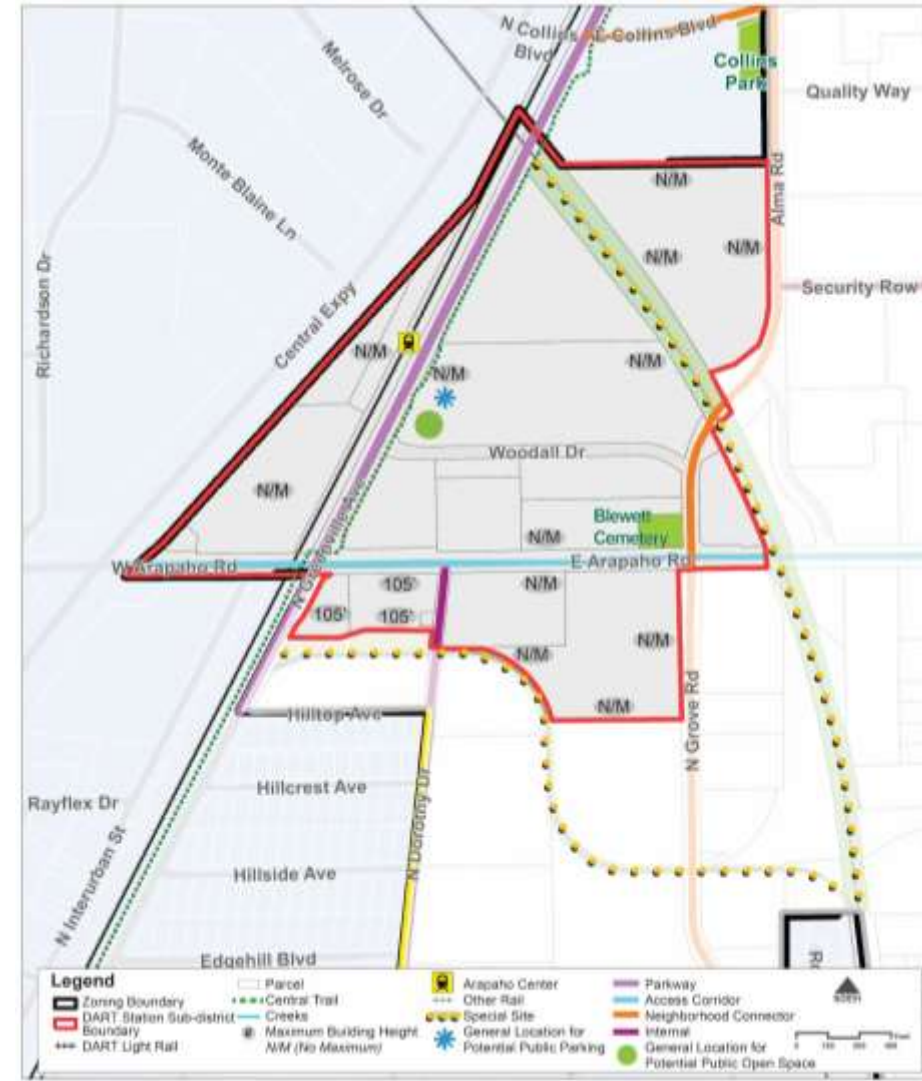 N Collins
Blvd
E Collins Blvd
Collins
Park
Melrose Dr
Quality Way
Monte Blaine Ln
Alma Rd
N/M
N/M
N/M
Richardson Dr
Central Expy
Security Row
N/M
N/M
N/M
Woodall Dr
N/M
N Greenville Ave
Blewett
Cemetery
N/M
W Arapaho Rd
E Arapaho Rd
105'
N/M
105'
105'
N/M
N/M
N/M
Hilltop Ave
N Grove Rd
Hillcrest Ave
Rayflex Dr
N Dorothy Dr
Hillside Ave
N Interurban St
Edgehill Blvd
Legend
Zoning Boundary
DART Station Sub-district
Boundary
DART Light Rail
Parcel
Central Trail
Creeks
Maximum Building Height
N/M (No Maximum)
Arapaho Center
Other Rail
Special Site
General Location for
Potential Public Parking
Parkway
Access Corridor
Neighborhood Connector
Internal
General Location for
Potential Public Open Space